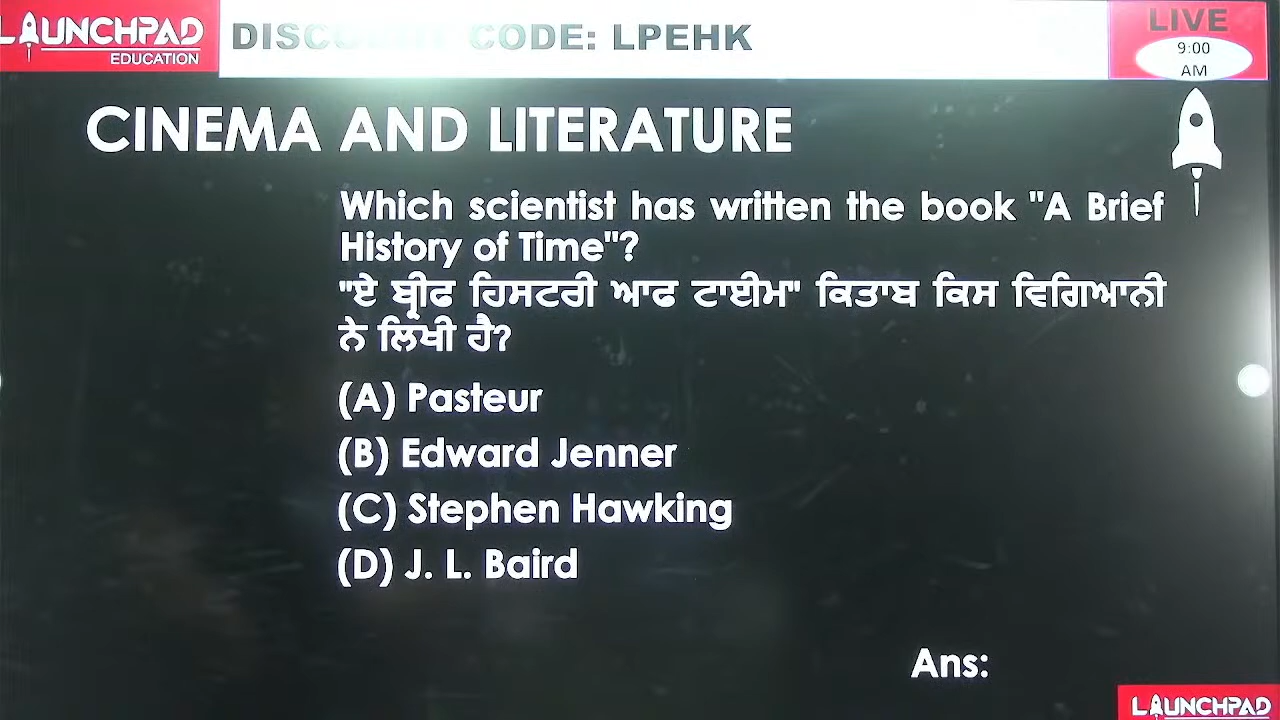 LAUNCHPAD
EDUCATION
DISCOUNT CODE: LPEHK
LIVE
9:00
AM
CINEMA AND LITERATURE
Which scientist has written the book "A Brief
History of Time"?
"ਏ ਬ੍ਰੀਫ ਹਿਸਟਰੀ ਆਫ ਟਾਈਮ" ਕਿਤਾਬ ਕਿਸ ਵਿਗਿਆਨੀ
ਨੇ ਲਿਖੀ ਹੈ?
(A) Pasteur
(B) Edward Jenner
(C) Stephen Hawking
(D) J. L. Baird
Ans:
LAUNCHPAD